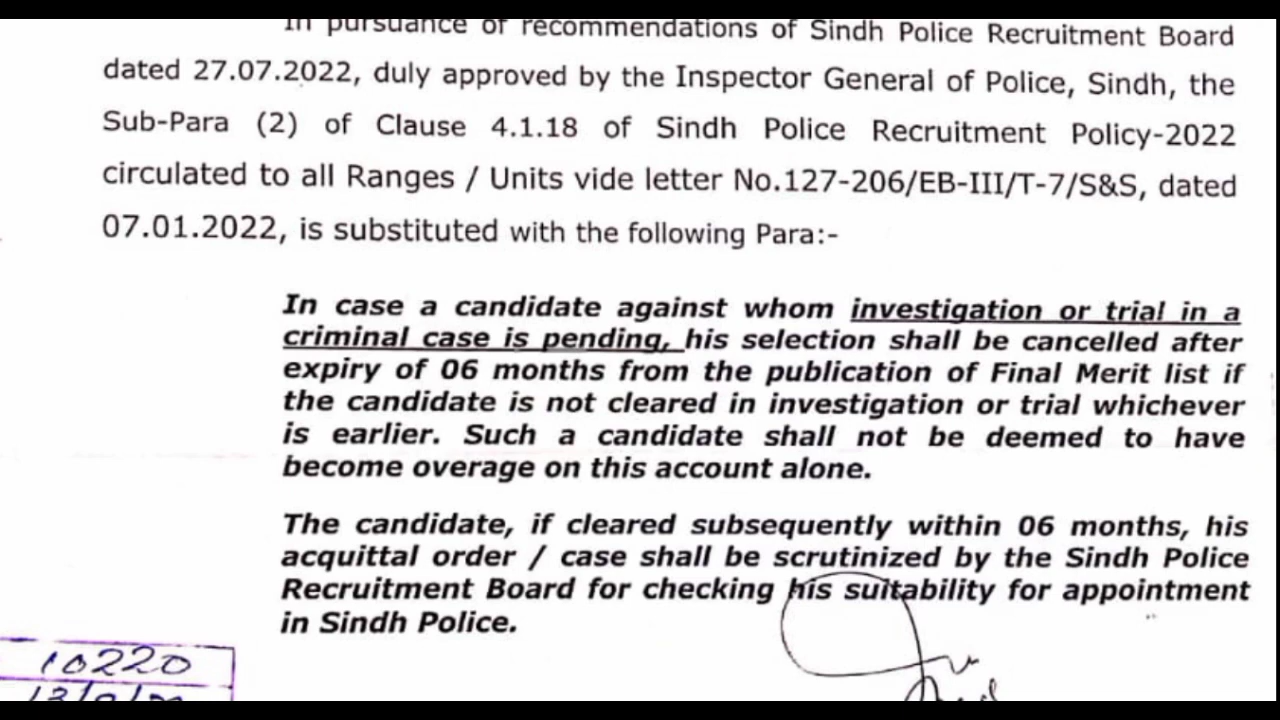 In pursuance of recommendations of Sindh Police Recruitment Board
dated 27.07.2022, duly approved by the Inspector General of Police, Sindh, the
Sub-Para (2) of Clause 4.1.18 of Sindh Police Recruitment Policy-2022
circulated to all Ranges / Units vide letter No.127-206/EB-III/T-7/S&S, dated
07.01.2022, is substituted with the following Para:-
In case a candidate against whom investigation or trial in a
criminal case is pending, his selection shall be cancelled after
expiry of 06 months from the publication of Final Merit list if
the candidate is not cleared in investigation or trial whichever
is earlier. Such a candidate shall not be deemed to have
become overage on this account alone.
The candidate, if cleared subsequently within 06 months, his
acquittal order / case shall be scrutinized by the Sindh Police
Recruitment Board for checking his suitability for appointment
in Sindh Police.
10220